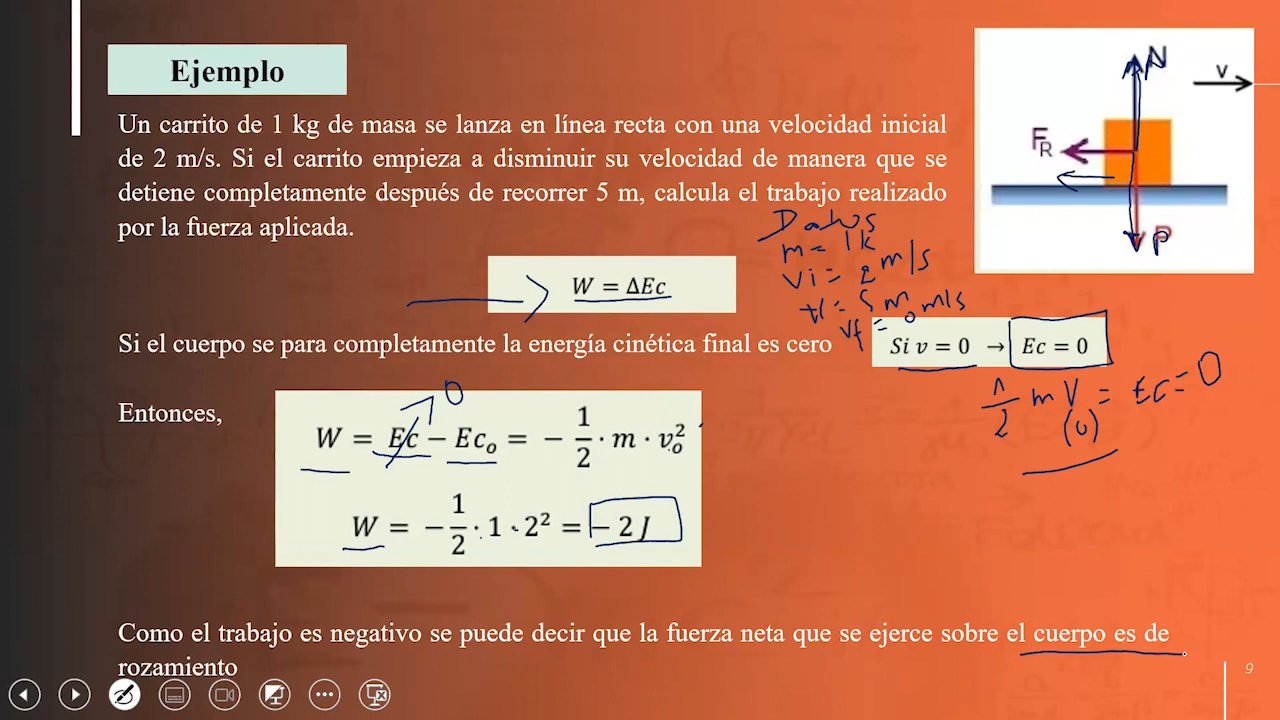 Ejemplo
Un carrito de 1 kg de masa se lanza en línea recta con una velocidad inicial
de 2 m/s. Si el carrito empieza a disminuir su velocidad de manera que se
detiene completamente después de recorrer 5 m, calcula el trabajo realizado
por la fuerza aplicada.
N
v
F_R
P
Datos
m = 1k
Vi = 2 m/s
d = 5 m
Vf = 0 m/s
W = ΔEc
Si el cuerpo se para completamente la energía cinética final es cero
Si v = 0 → Ec = 0
1/2 m V = Ec = 0
(0)
Entonces,
0
W = Ec − Ec₀ = − 1/2 · m · v₀²
W = − 1/2 · 1 · 2² = − 2 J
Como el trabajo es negativo se puede decir que la fuerza neta que se ejerce sobre el cuerpo es de
rozamiento
9